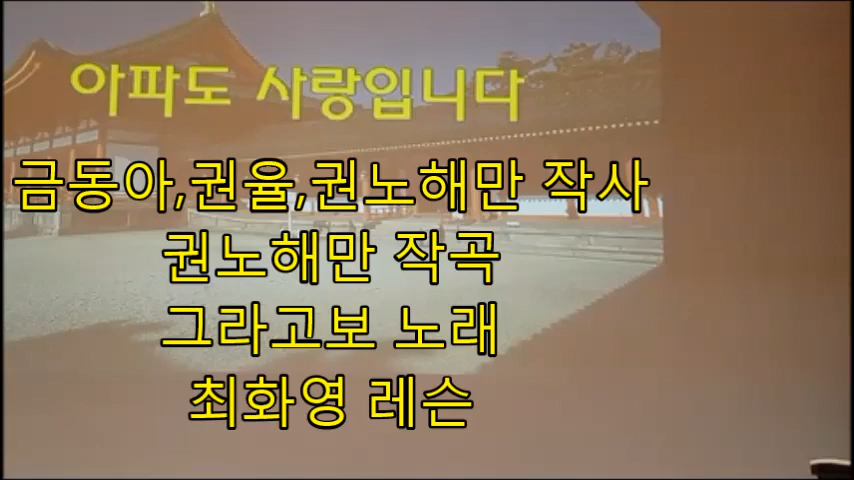 아파도 사랑입니다
금동아,권율,권노해만 작사
권노해만 작곡
그라고보 노래
최화영 레슨